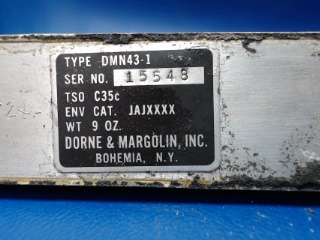 TYPE DMN43-1
SER NO. 15548
TSO C35c
ENV CAT. JAJXXXX
WT 9 OZ.
DORNE & MARGOLIN, INC.
BOHEMIA, N.Y.